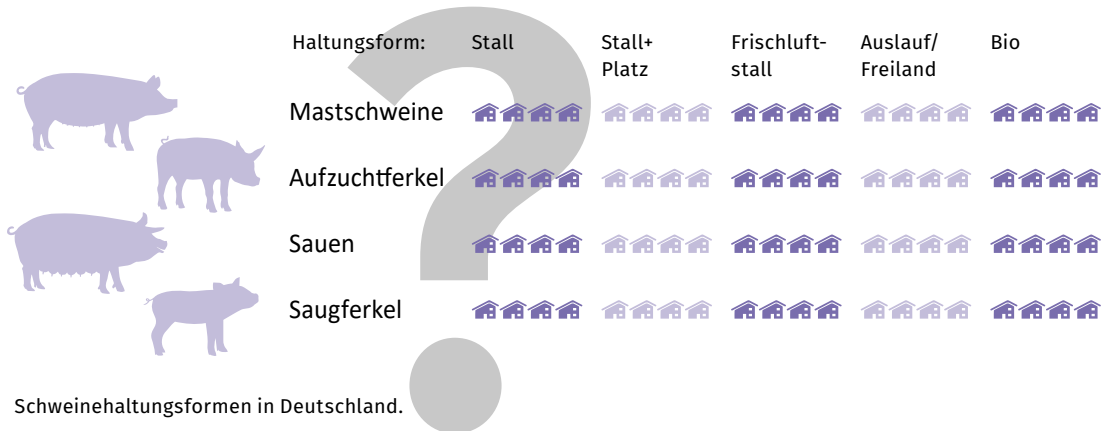 Haltungsform: Stall Stall+ Frischluft- Auslauf/ Bio
Platz stall Freiland
Mastschweine
Aufzuchtferkel
Sauen
Saugferkel
?
Schweinehaltungsformen in Deutschland.